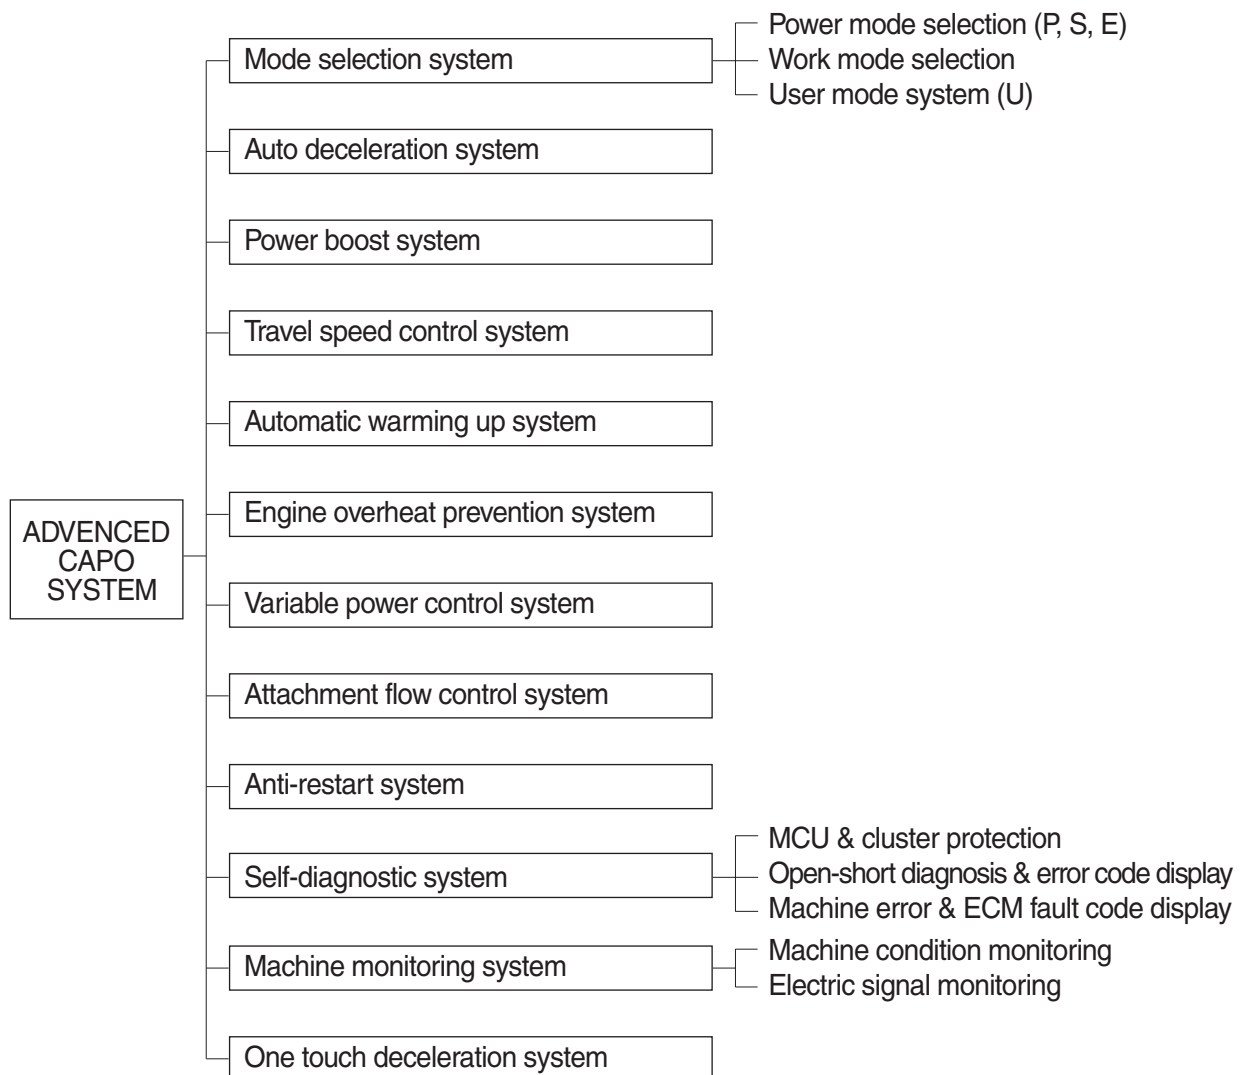 Power mode selection (P, S, E)
Mode selection system
Work mode selection
User mode system (U)
Auto deceleration system
Power boost system
Travel speed control system
Automatic warming up system
Engine overheat prevention system
ADVENCED
CAPO
SYSTEM
Variable power control system
Attachment flow control system
Anti-restart system
MCU & cluster protection
Self-diagnostic system
Open-short diagnosis & error code display
Machine error & ECM fault code display
Machine monitoring system
Machine condition monitoring
Electric signal monitoring
One touch deceleration system